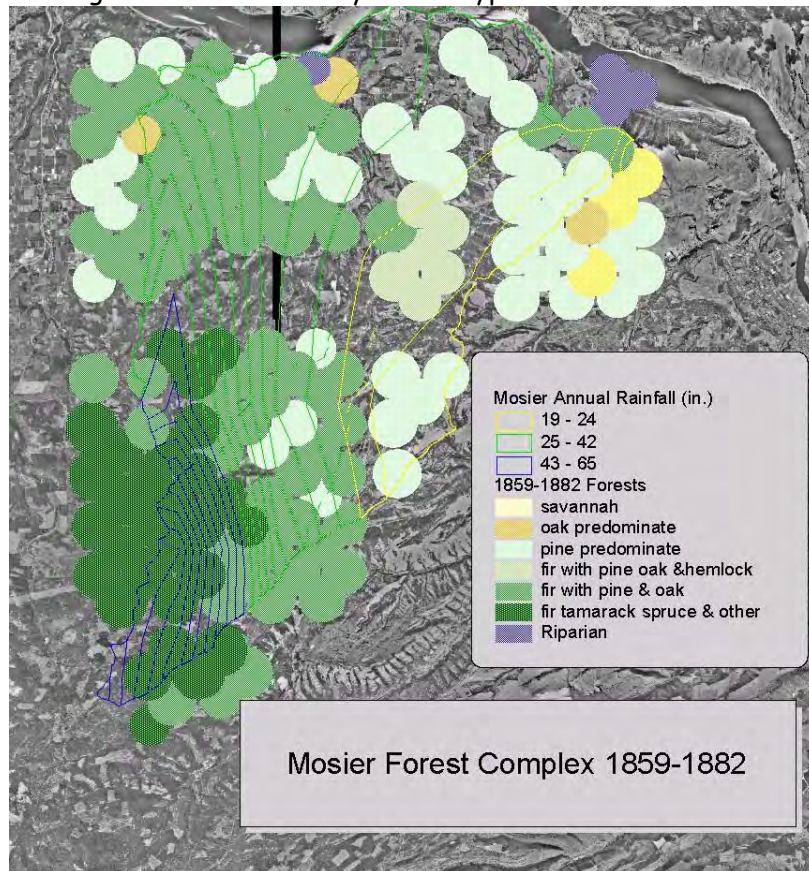 Mosier Annual Rainfall (in.)
19 - 24
25 - 42
43 - 65
1859-1882 Forests
savannah
oak predominate
pine predominate
fir with pine oak &hemlock
fir with pine & oak
fir tamarack spruce & other
Riparian
Mosier Forest Complex 1859-1882